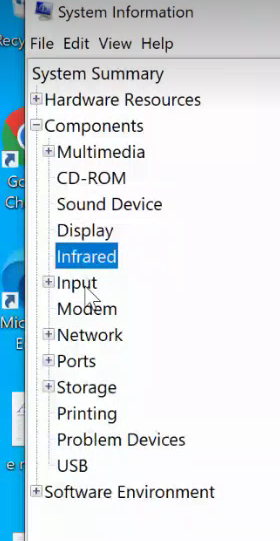 System Information
File Edit View Help
System Summary
Hardware Resources
Components
Multimedia
CD-ROM
Sound Device
Display
Infrared
Input
Modem
Network
Ports
Storage
Printing
Problem Devices
USB
Software Environment